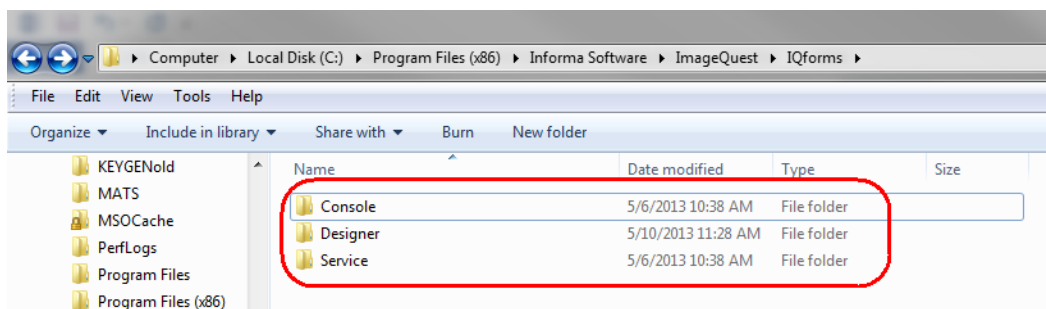 Computer Local Disk (C:) Program Files (x86) Informa Software ImageQuest IQforms
File Edit View Tools Help
Organize Include in library Share with Burn New folder
KEYGENold
MATS
MSOCache
PerfLogs
Program Files
Program Files (x86)
Name Date modified Type Size
Console 5/6/2013 10:38 AM File folder
Designer 5/10/2013 11:28 AM File folder
Service 5/6/2013 10:38 AM File folder